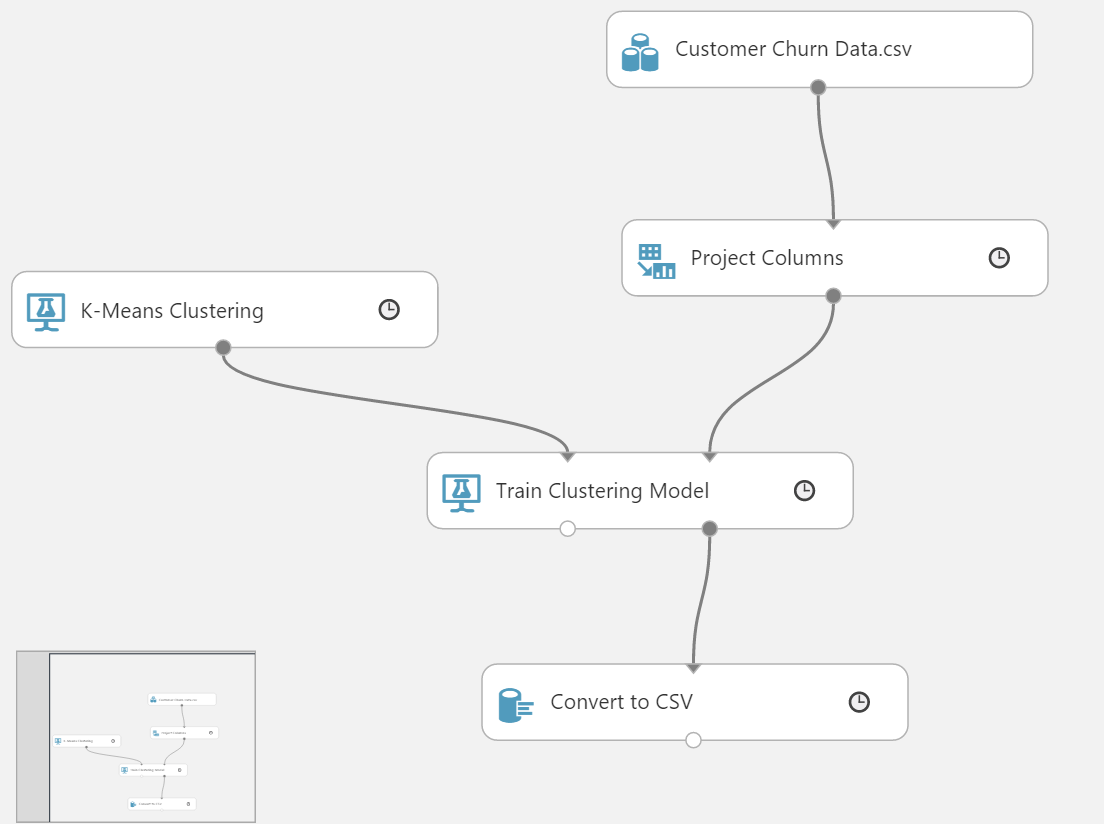 Customer Churn Data.csv
Project Columns
K-Means Clustering
Train Clustering Model
Convert to CSV